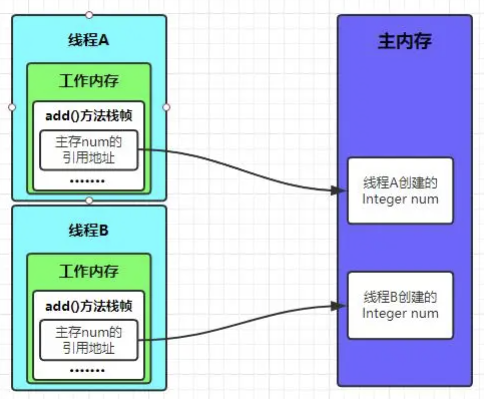 线程A
工作内存
add()方法栈帧
主存num的
引用地址
.......
线程B
工作内存
add()方法栈帧
主存num的
引用地址
.......
主内存
线程A创建的
Integer num
线程B创建的
Integer num